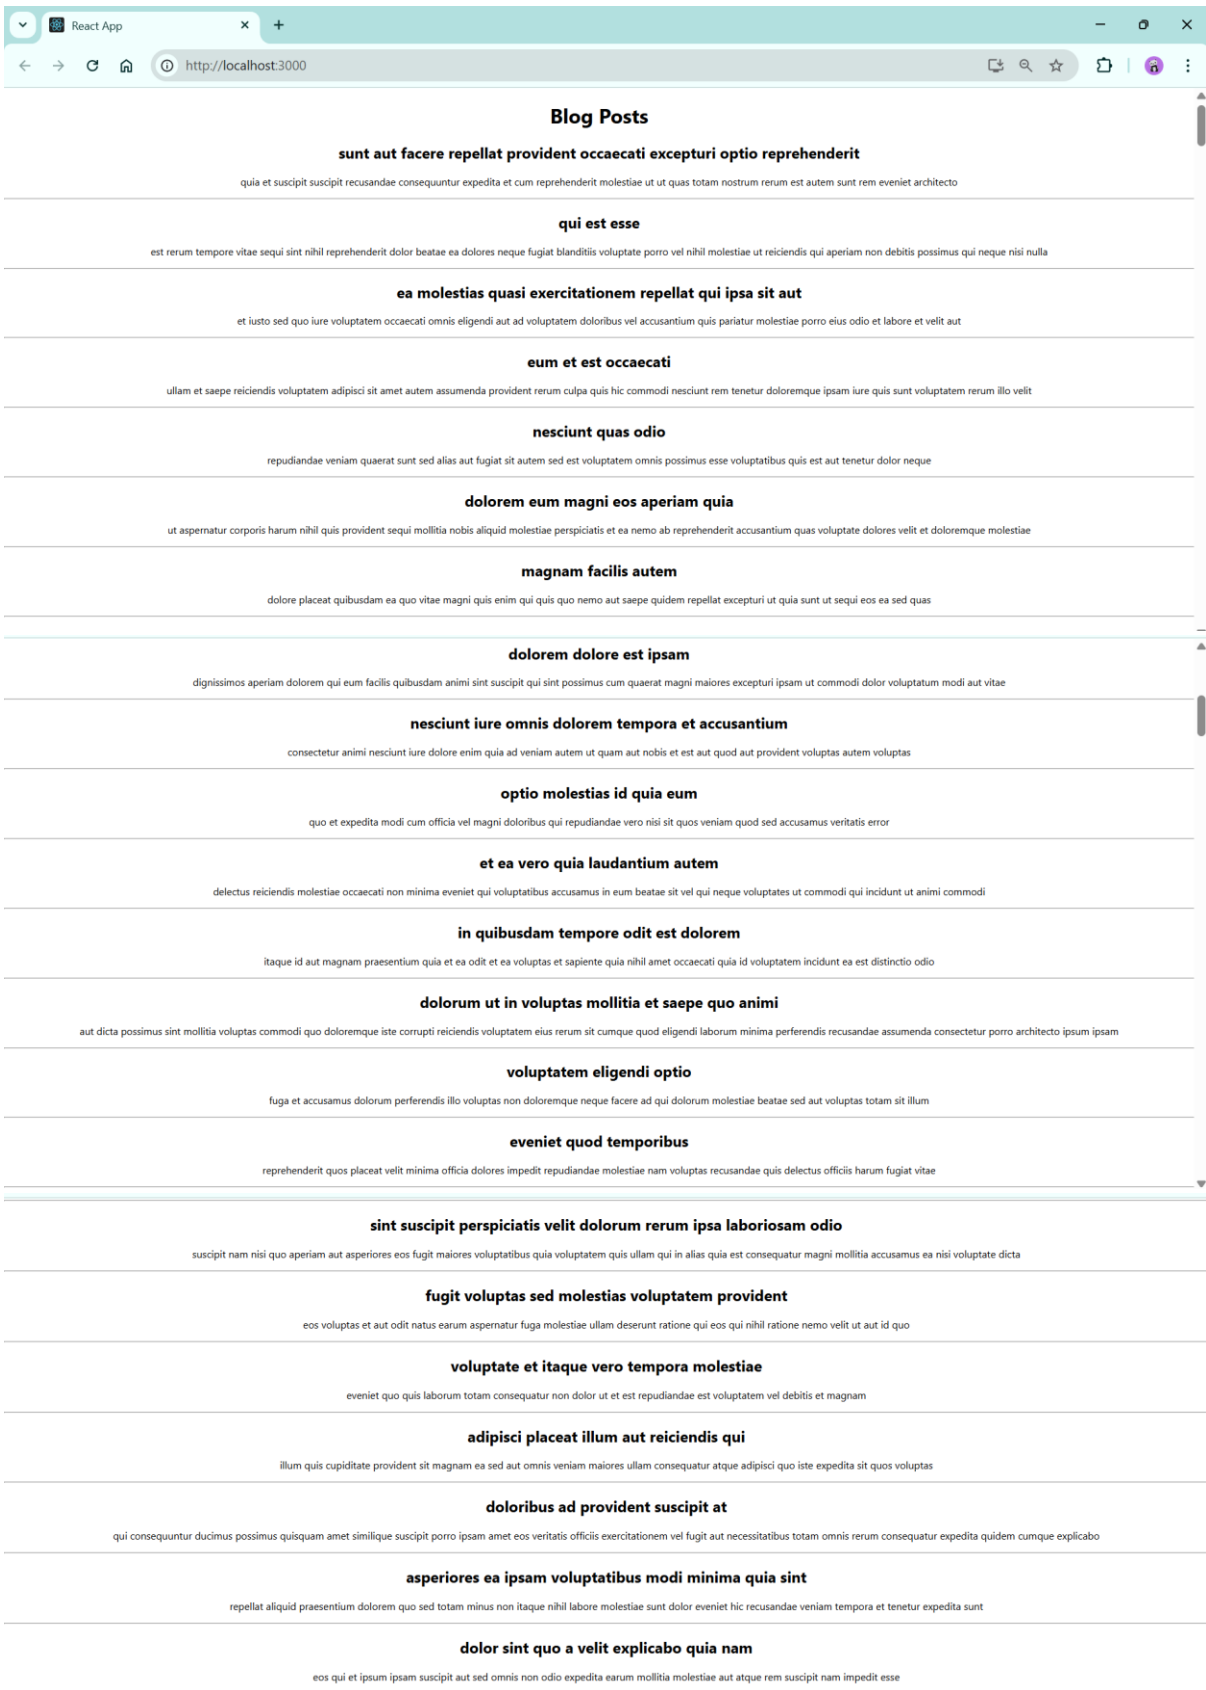 React App
http://localhost:3000
Blog Posts
sunt aut facere repellat provident occaecati excepturi optio reprehenderit
quia et suscipit suscipit recusandae consequuntur expedita et cum reprehenderit molestiae ut ut quas totam nostrum rerum est autem sunt rem eveniet architecto
qui est esse
est rerum tempore vitae sequi sint nihil reprehenderit dolor beatae ea dolores neque fugiat blanditiis voluptate porro vel nihil molestiae ut reiciendis qui aperiam non debitis possimus qui neque nisi nulla
ea molestias quasi exercitationem repellat qui ipsa sit aut
et iusto sed quo iure voluptatem occaecati omnis eligendi aut ad voluptatem doloribus vel accusantium quis pariatur molestiae porro eius odio et labore et velit aut
eum et est occaecati
ullam et saepe reiciendis voluptatem adipisci sit amet autem assumenda provident rerum culpa quis hic commodi nesciunt rem tenetur doloremque ipsam iure quis sunt voluptatem rerum illo velit
nesciunt quas odio
repudiandae veniam quaerat sunt sed alias aut fugiat sit autem sed est voluptatem omnis possimus esse voluptatibus quis est aut tenetur dolor neque
dolorem eum magni eos aperiam quia
ut aspernatur corporis harum nihil quis provident sequi mollitia nobis aliquid molestiae perspiciatis et ea nemo ab reprehenderit accusantium quas voluptate dolores velit et doloremque molestiae
magnam facilis autem
dolore placeat quibusdam ea quo vitae magni quis enim qui quis quo nemo aut saepe quidem repellat excepturi ut quia sunt ut sequi eos ea sed quas
dolorem dolore est ipsam
dignissimos aperiam dolorem qui eum facilis quibusdam animi sint suscipit qui sint possimus cum quaerat magni maiores excepturi ipsam ut commodi dolor voluptatum modi aut vitae
nesciunt iure omnis dolorem tempora et accusantium
consectetur animi nesciunt iure dolore enim quia ad veniam autem ut quam aut nobis et est aut quod aut provident voluptas autem voluptas
optio molestias id quia eum
quo et expedita modi cum officia vel magni doloribus qui repudiandae vero nisi sit quos veniam quod sed accusamus veritatis error
et ea vero quia laudantium autem
delectus reiciendis molestiae occaecati non minima eveniet qui voluptatibus accusamus in eum beatae sit vel qui neque voluptates ut commodi qui incidunt ut animi commodi
in quibusdam tempore odit est dolorem
itaque id aut magnam praesentium quia et ea odit et ea voluptas et sapiente quia nihil amet occaecati quia id voluptatem incidunt ea est distinctio odio
dolorum ut in voluptas mollitia et saepe quo animi
aut dicta possimus sint mollitia voluptas commodi quo doloremque iste corrupti reiciendis voluptatem eius rerum sit cumque quod eligendi laborum minima perferendis recusandae assumenda consectetur porro architecto ipsum ipsam
voluptatem eligendi optio
fuga et accusamus dolorum perferendis illo voluptas non doloremque neque facere ad qui dolorum molestiae beatae sed aut voluptas totam sit illum
eveniet quod temporibus
reprehenderit quos placeat velit minima officia dolores impedit repudiandae molestiae nam voluptas recusandae quis delectus officiis harum fugiat vitae
sint suscipit perspiciatis velit dolorum rerum ipsa laboriosam odio
suscipit nam nisi quo aperiam aut asperiores eos fugit maiores voluptatibus quia voluptatem quis ullam qui in alias quia est consequatur magni mollitia accusamus ea nisi voluptate dicta
fugit voluptas sed molestias voluptatem provident
eos voluptas et aut odit natus earum aspernatur fuga molestiae ullam deserunt ratione qui eos qui nihil ratione nemo velit ut aut id quo
voluptate et itaque vero tempora molestiae
eveniet quo quis laborum totam consequatur non dolor ut et est repudiandae est voluptatem vel debitis et magnam
adipisci placeat illum aut reiciendis qui
illum quis cupiditate provident sit magnam ea sed aut omnis veniam maiores ullam consequatur atque adipisci quo iste expedita sit quos voluptas
doloribus ad provident suscipit at
qui consequuntur ducimus possimus quisquam amet similique suscipit porro ipsam amet eos veritatis officiis exercitationem vel fugit aut necessitatibus totam omnis rerum consequatur expedita quidem cumque explicabo
asperiores ea ipsam voluptatibus modi minima quia sint
repellat aliquid praesentium dolorem quo sed totam minus non itaque nihil labore molestiae sunt dolor eveniet hic recusandae veniam tempora et tenetur expedita sunt
dolor sint quo a velit explicabo quia nam
eos qui et ipsum ipsam suscipit aut sed omnis non odio expedita earum mollitia molestiae aut atque rem suscipit nam impedit esse